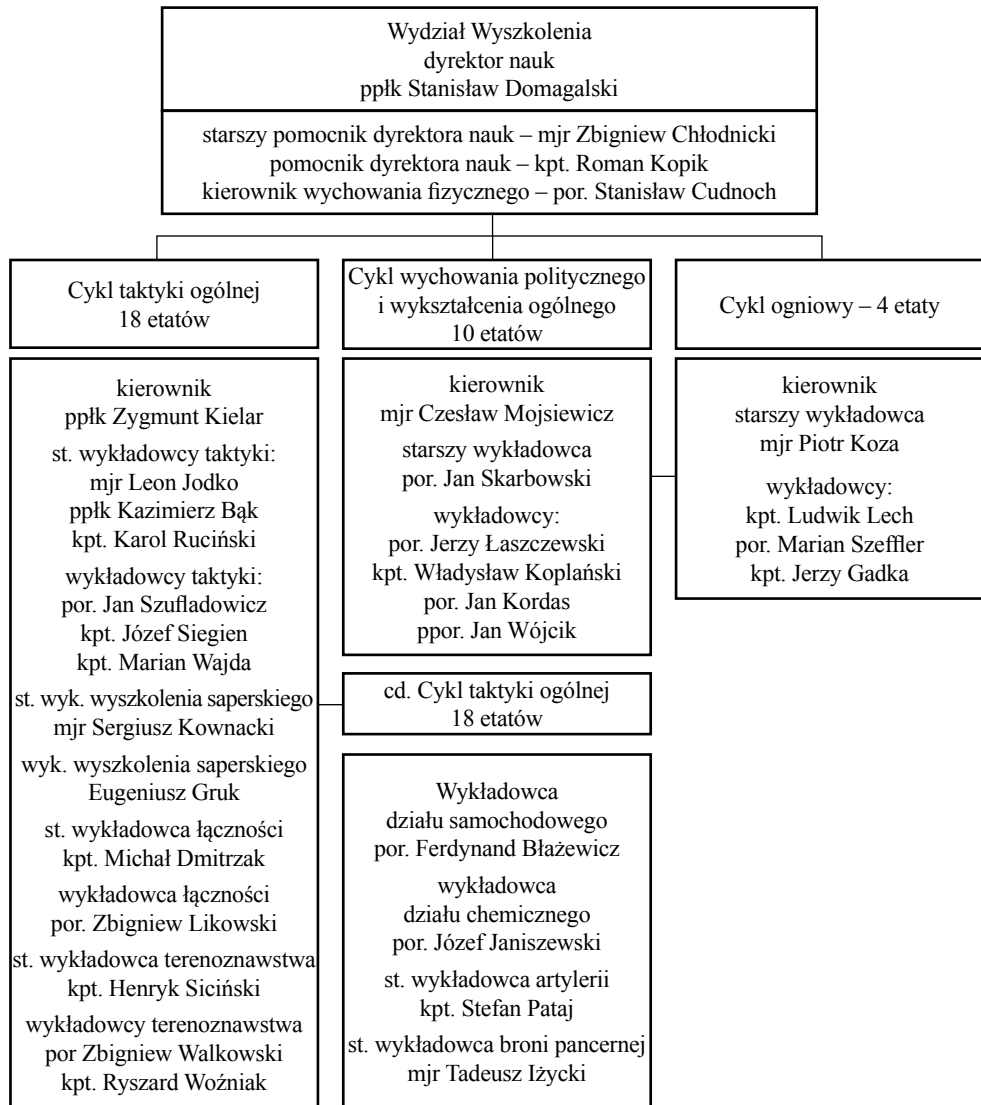 Wydział Wyszkolenia
dyrektor nauk
ppłk Stanisław Domagalski
starszy pomocnik dyrektora nauk – mjr Zbigniew Chłodnicki
pomocnik dyrektora nauk – kpt. Roman Kopik
kierownik wychowania fizycznego – por. Stanisław Cudnoch
Cykl taktyki ogólnej
18 etatów
Cykl wychowania politycznego
i wykształcenia ogólnego
10 etatów
Cykl ogniowy – 4 etaty
kierownik
ppłk Zygmunt Kielar
st. wykładowcy taktyki:
mjr Leon Jodko
ppłk Kazimierz Bąk
kpt. Karol Ruciński
wykładowcy taktyki:
por. Jan Szufladowicz
kpt. Józef Siegien
kpt. Marian Wajda
st. wyk. wyszkolenia saperskiego
mjr Sergiusz Kownacki
wyk. wyszkolenia saperskiego
Eugeniusz Gruk
st. wykładowca łączności
kpt. Michał Dmitrzak
wykładowca łączności
por. Zbigniew Likowski
st. wykładowca terenoznawstwa
kpt. Henryk Siciński
wykładowcy terenoznawstwa
por Zbigniew Walkowski
kpt. Ryszard Woźniak
kierownik
mjr Czesław Mojsiewicz
starszy wykładowca
por. Jan Skarbowski
wykładowcy:
por. Jerzy Łaszczewski
kpt. Władysław Koplański
por. Jan Kordas
ppor. Jan Wójcik
cd. Cykl taktyki ogólnej
18 etatów
Wykładowca
działu samochodowego
por. Ferdynand Błażewicz
wykładowca
działu chemicznego
por. Józef Janiszewski
st. wykładowca artylerii
kpt. Stefan Pataj
st. wykładowca broni pancernej
mjr Tadeusz Iżycki
kierownik
starszy wykładowca
mjr Piotr Koza
wykładowcy:
kpt. Ludwik Lech
por. Marian Szeffler
kpt. Jerzy Gadka